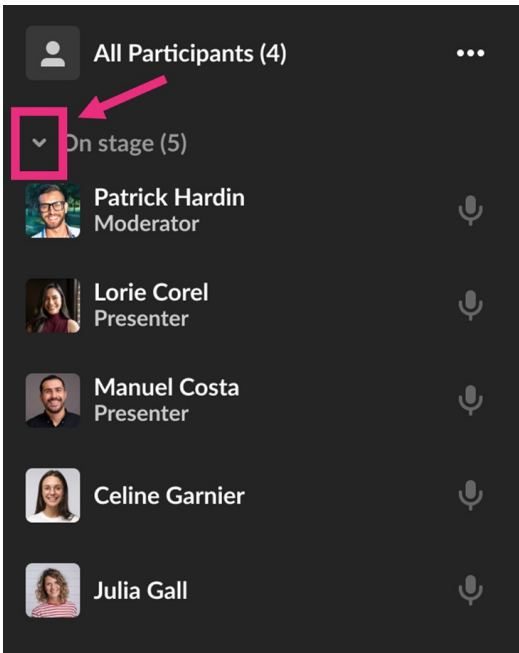 All Participants (4)
On stage (5)
Patrick Hardin
Moderator
Lorie Corel
Presenter
Manuel Costa
Presenter
Celine Garnier
Julia Gall